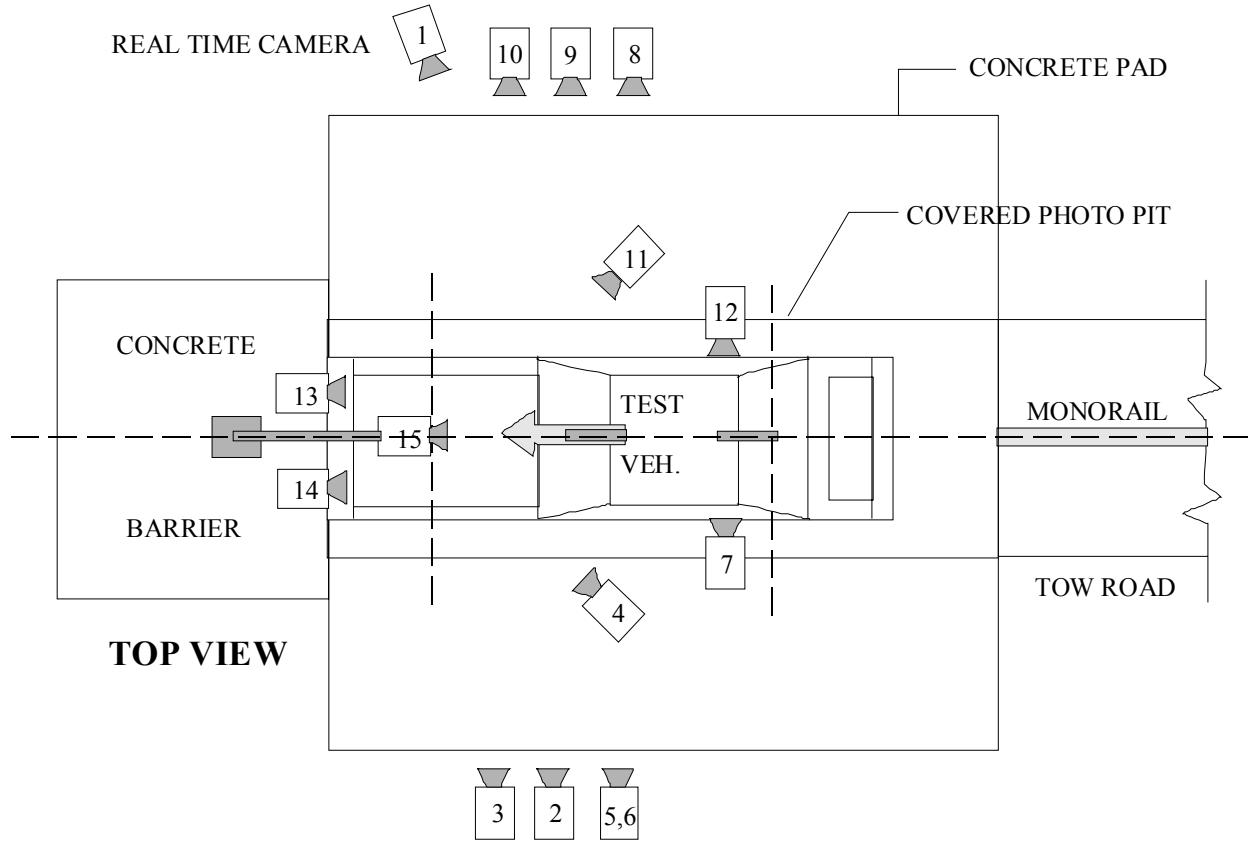 REAL TIME CAMERA
1
10
9
8
CONCRETE PAD
COVERED PHOTO PIT
11
12
CONCRETE
13
TEST
MONORAIL
15
VEH.
14
BARRIER
7
TOW ROAD
4
TOP VIEW
3
2
5,6